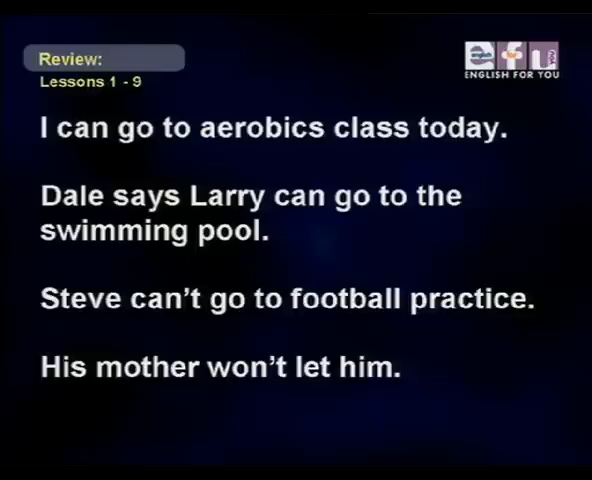 Review:
Lessons 1 - 9
efu
ENGLISH FOR YOU
I can go to aerobics class today.
Dale says Larry can go to the
swimming pool.
Steve can't go to football practice.
His mother won't let him.